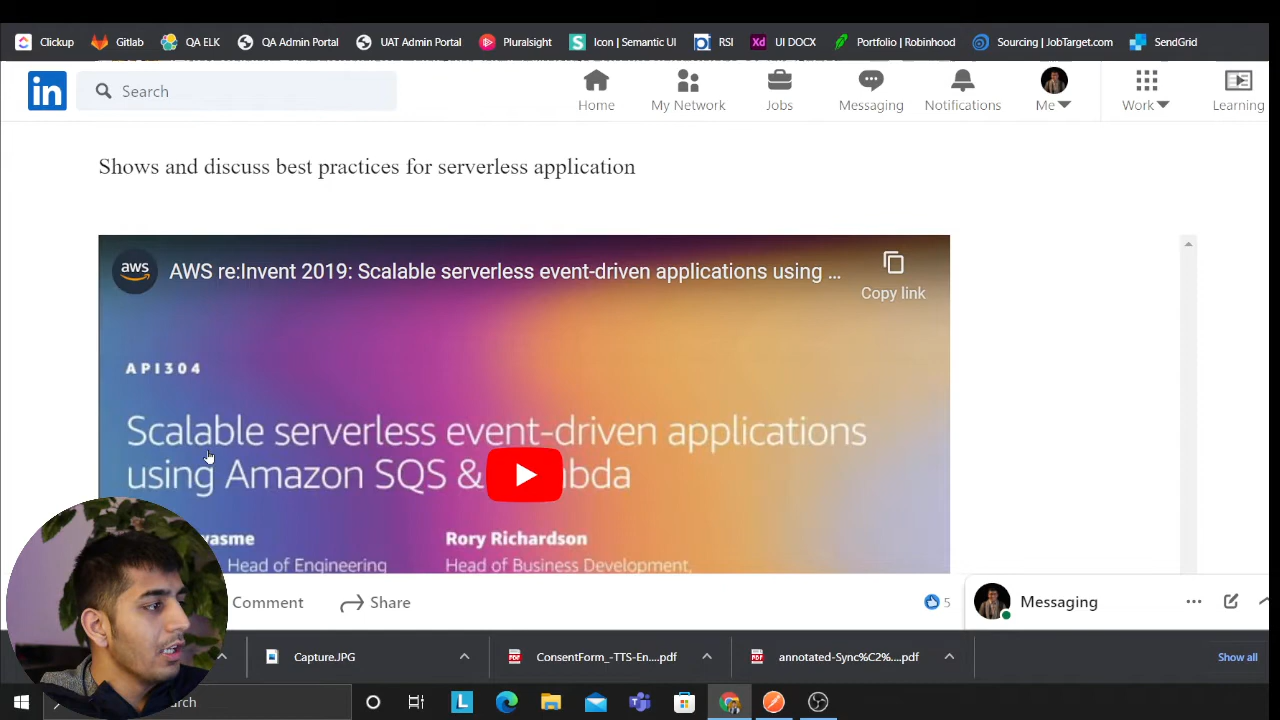 Clickup Gitlab QA ELK QA Admin Portal UAT Admin Portal Pluralsight Icon | Semantic UI RSI Xd UI DOCX Portfolio | Robinhood Sourcing | JobTarget.com SendGrid
in Search Home My Network Jobs Messaging Notifications Me Work Learning
Shows and discuss best practices for serverless application
aws AWS re:Invent 2019: Scalable serverless event-driven applications using ...
Copy link
API304
Scalable serverless event-driven applications
using Amazon SQS &
Rory Richardson
Head of Engineering Head of Business Development,
Comment Share 5 Messaging
Capture.JPG ConsentForm_-TTS-En....pdf annotated-Sync%C2%....pdf Show all